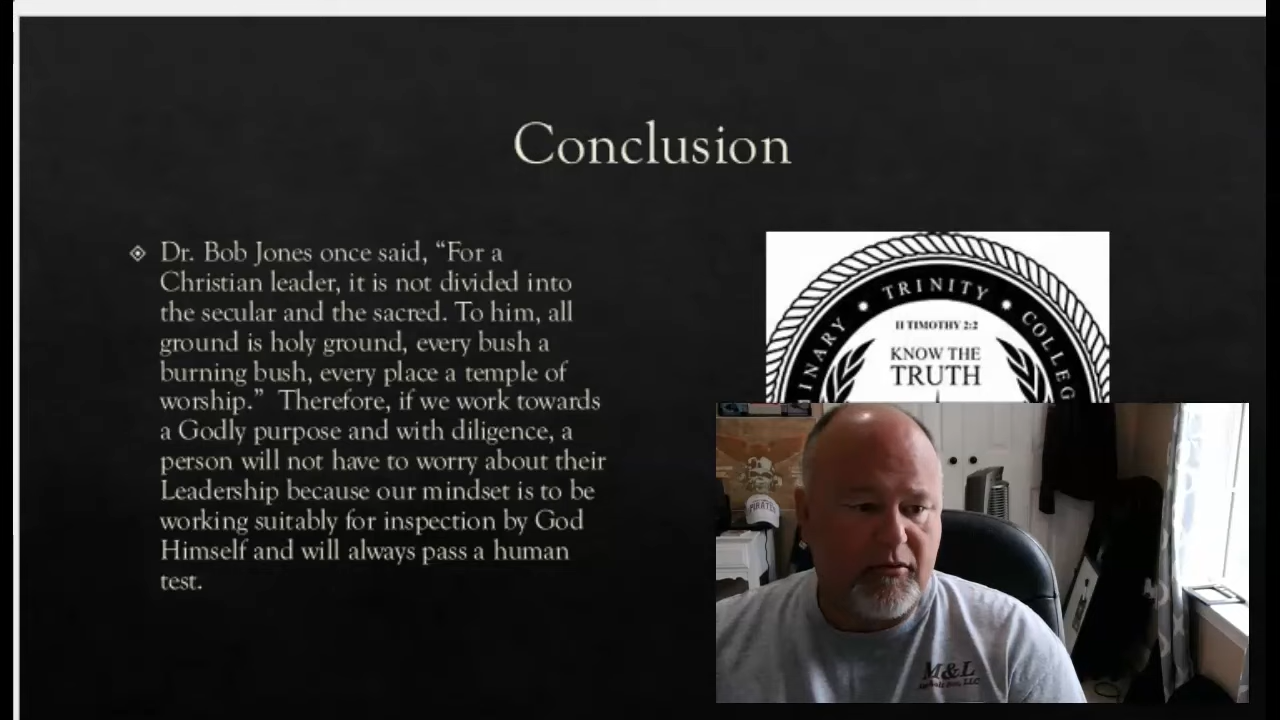 Conclusion
Dr. Bob Jones once said, “For a
Christian leader, it is not divided into
the secular and the sacred. To him, all
ground is holy ground, every bush a
burning bush, every place a temple of
worship.”  Therefore, if we work towards
a Godly purpose and with diligence, a
person will not have to worry about their
Leadership because our mindset is to be
working suitably for inspection by God
Himself and will always pass a human
test.
TRINITY
II TIMOTHY 2:2
KNOW THE
TRUTH
PIRATES
M&L